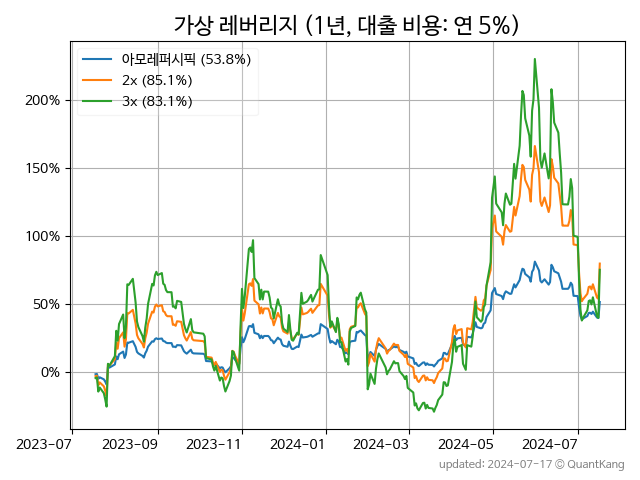 가상 레버리지 (1년, 대출 비용: 연 5%)
아모레퍼시픽 (53.8%)
2x (85.1%)
3x (83.1%)
200%
150%
100%
50%
0%
2023-07 2023-09 2023-11 2024-01 2024-03 2024-05 2024-07
updated: 2024-07-17 © QuantKang